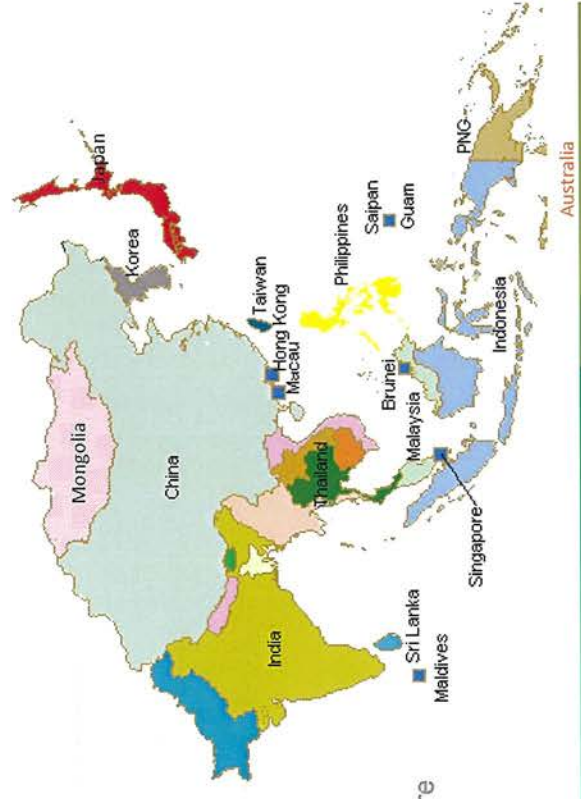 Japan
Korea
Mongolia
China
Taiwan
Hong Kong
Macau
Saipan
Guam
Philippines
PNG
Thailand
Brunei
Malaysia
Indonesia
India
Sri Lanka
Maldives
Singapore
Australia
re